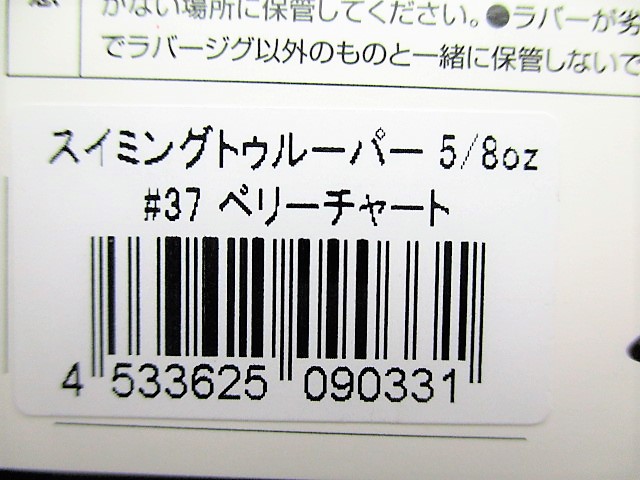 がない場所に保管してください。●ラバーが劣
でラバージグ以外のものと一緒に保管しないで
スイミングトゥルーパー 5/8oz
#37 ペリーチャート
4 533625 090331